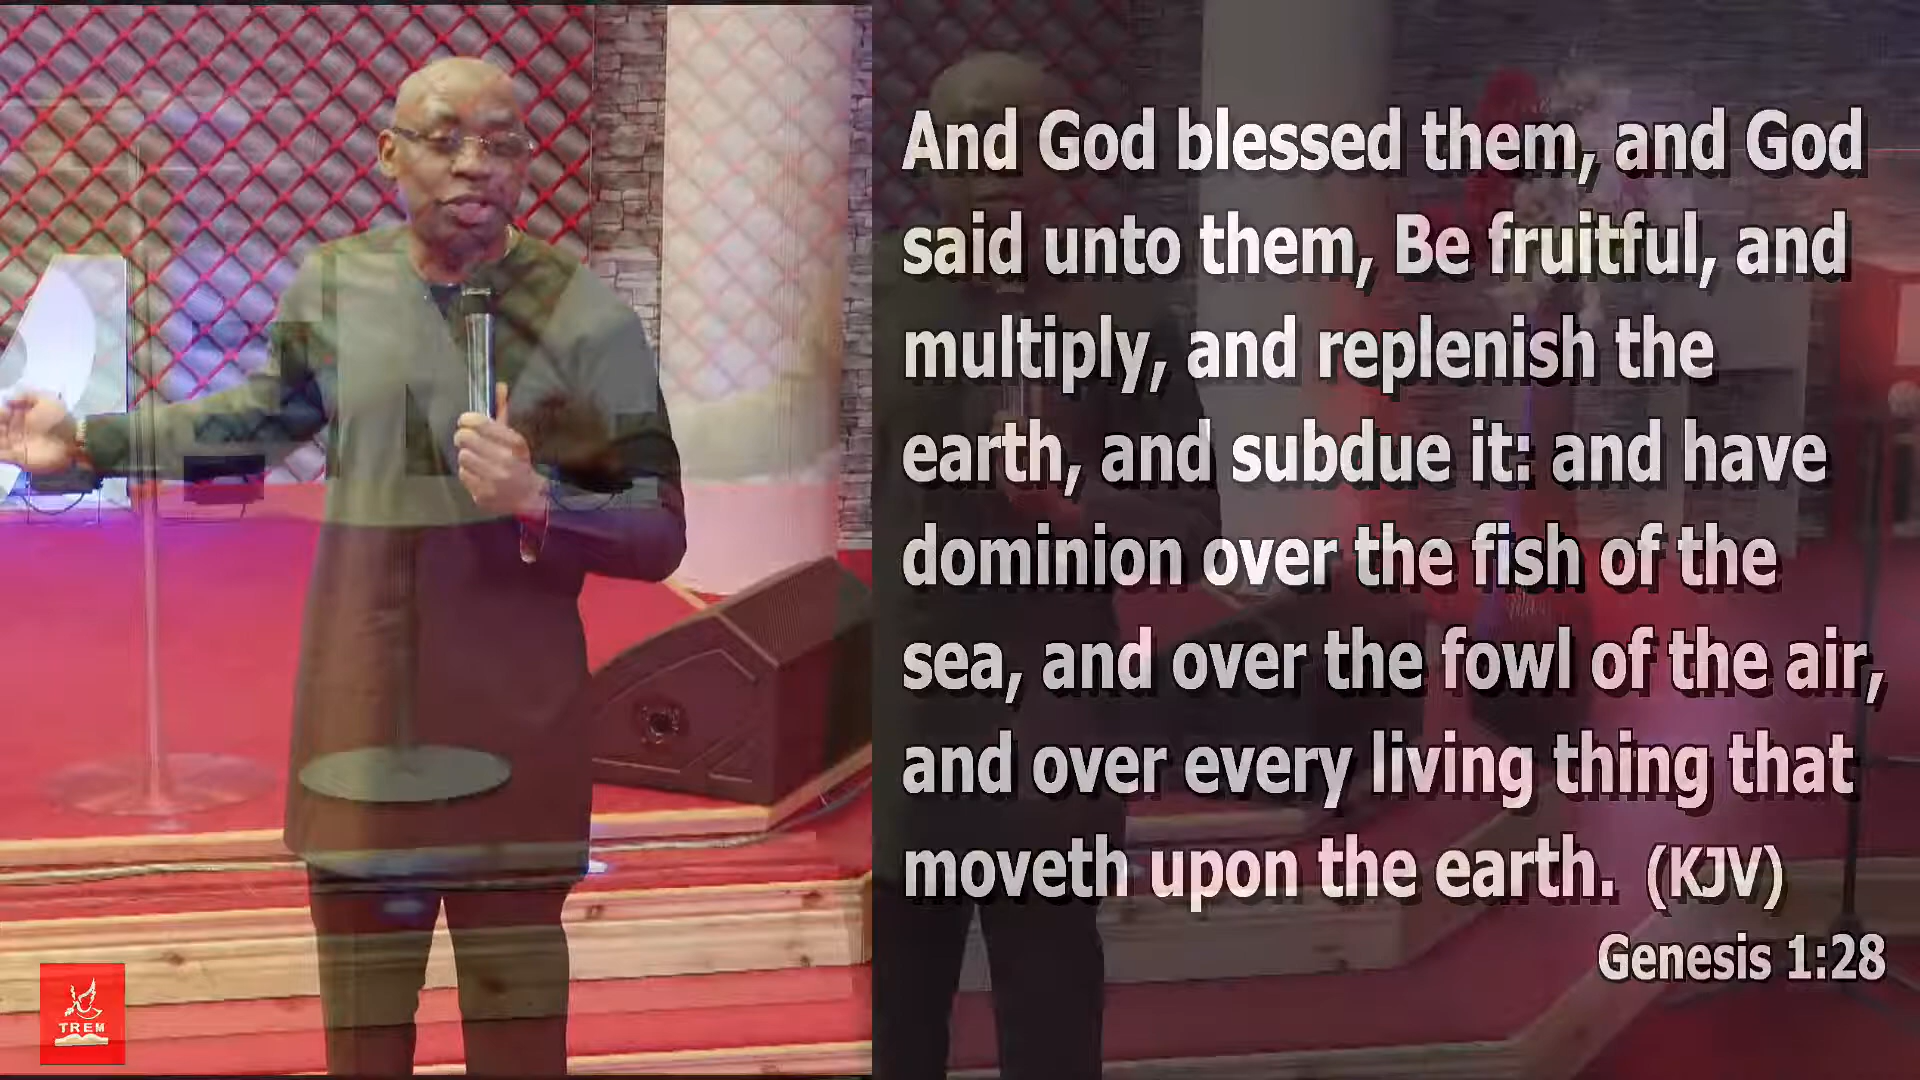 And God blessed them, and God
said unto them, Be fruitful, and
multiply, and replenish the
earth, and subdue it: and have
dominion over the fish of the
sea, and over the fowl of the air,
and over every living thing that
moveth upon the earth. (KJV)
Genesis 1:28
TREM